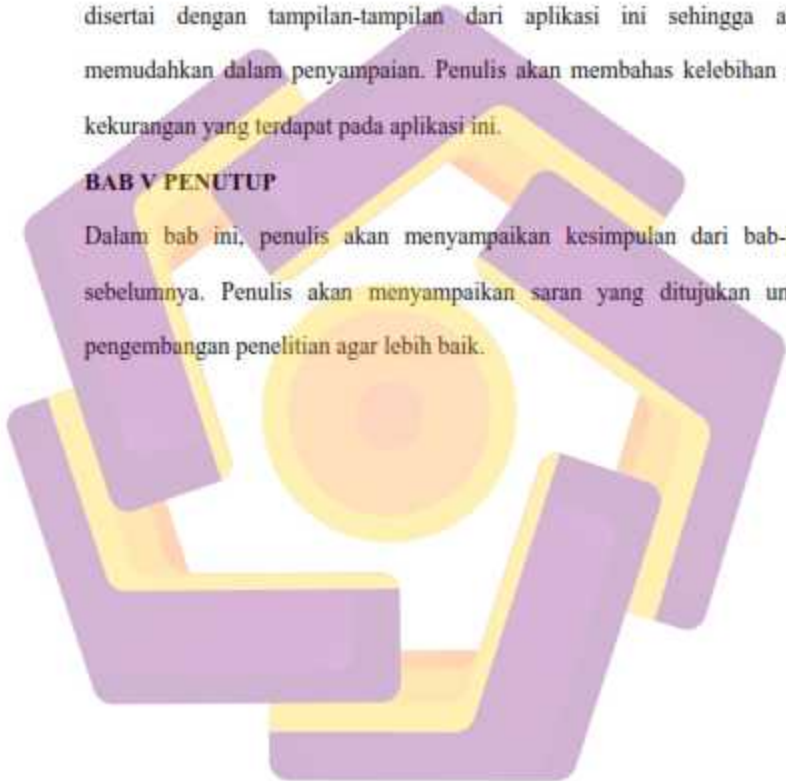 disertai dengan tampilan-tampilan dari aplikasi ini sehingga a
memudahkan dalam penyampaian. Penulis akan membahas kelebihan
kekurangan yang terdapat pada aplikasi ini.
BAB V PENUTUP
Dalam bab ini, penulis akan menyampaikan kesimpulan dari bab-
sebelumnya. Penulis akan menyampaikan saran yang ditujukan un
pengembangan penelitian agar lebih baik.